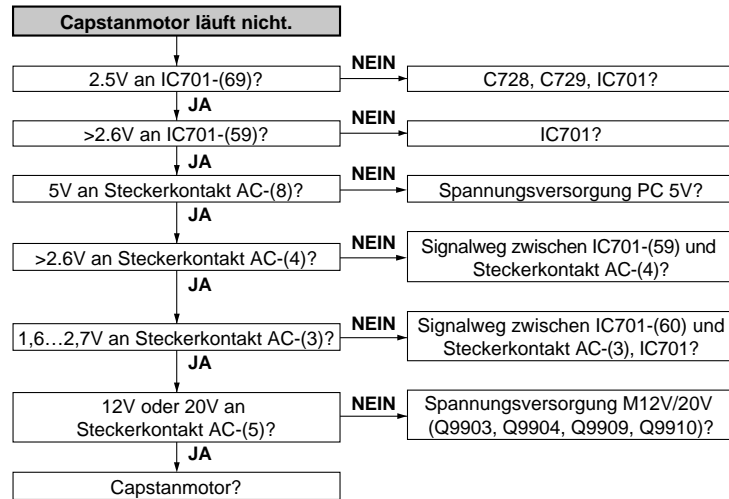 Capstanmotor läuft nicht.
2.5V an IC701-(69)?
NEIN
C728, C729, IC701?
JA
>2.6V an IC701-(59)?
NEIN
IC701?
JA
5V an Steckerkontakt AC-(8)?
NEIN
Spannungsversorgung PC 5V?
JA
>2.6V an Steckerkontakt AC-(4)?
NEIN
Signalweg zwischen IC701-(59) und
Steckerkontakt AC-(4)?
JA
1,6...2,7V an Steckerkontakt AC-(3)?
NEIN
Signalweg zwischen IC701-(60) und
Steckerkontakt AC-(3), IC701?
JA
12V oder 20V an
Steckerkontakt AC-(5)?
NEIN
Spannungsversorgung M12V/20V
(Q9903, Q9904, Q9909, Q9910)?
JA
Capstanmotor?